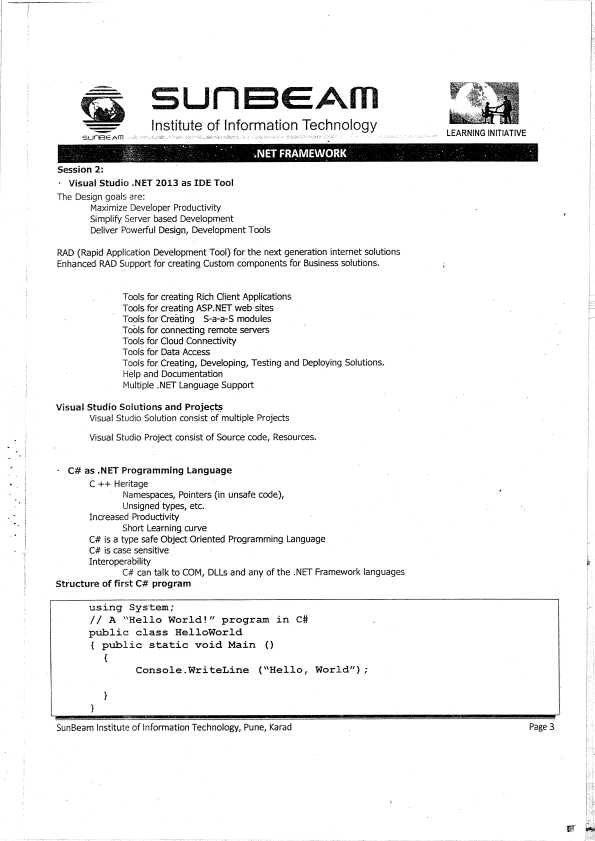 SUNBEAM
Institute of Information Technology
SUNBEAM
LEARNING INITIATIVE
.NET FRAMEWORK
Session 2:
· Visual Studio .NET 2013 as IDE Tool
The Design goals are:
Maximize Developer Productivity
Simplify Server based Development
Deliver Powerful Design, Development Tools
RAD (Rapid Application Development Tool) for the next generation internet solutions
Enhanced RAD Support for creating Custom components for Business solutions.
Tools for creating Rich Client Applications
Tools for creating ASP.NET web sites
Tools for Creating S-a-a-S modules
Tools for connecting remote servers
Tools for Cloud Connectivity
Tools for Data Access
Tools for Creating, Developing, Testing and Deploying Solutions.
Help and Documentation
Multiple .NET Language Support
Visual Studio Solutions and Projects
Visual Studio Solution consist of multiple Projects
Visual Studio Project consist of Source code, Resources.
· C# as .NET Programming Language
C ++ Heritage
Namespaces, Pointers (in unsafe code),
Unsigned types, etc.
Increased Productivity
Short Learning curve
C# is a type safe Object Oriented Programming Language
C# is case sensitive
Interoperability
C# can talk to COM, DLLs and any of the .NET Framework languages
Structure of first C# program
using System;
// A “Hello World!” program in C#
public class HelloWorld
{ public static void Main ()
{
Console.WriteLine (“Hello, World”);
}
}
SunBeam Institute of Information Technology, Pune, Karad Page 3